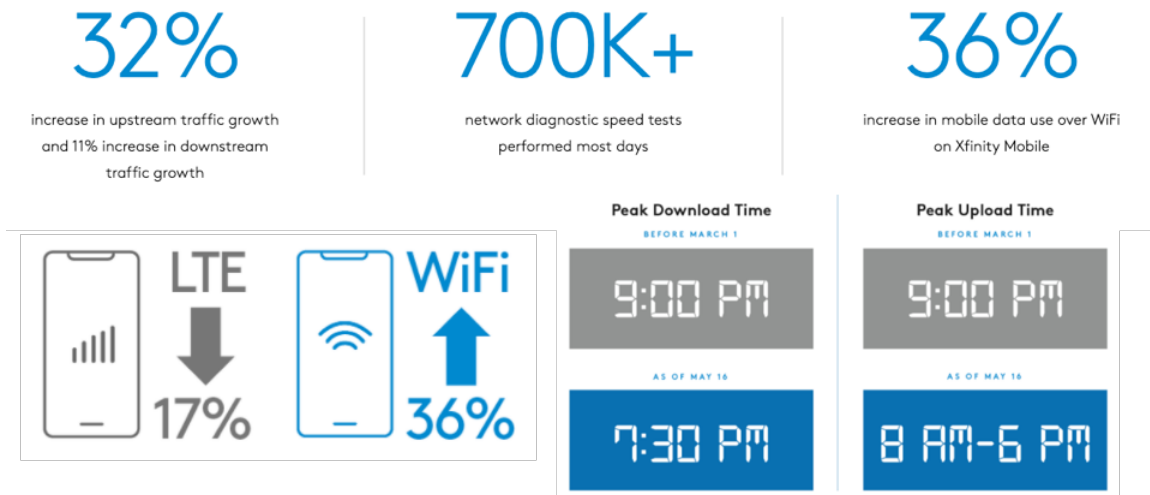 32%
increase in upstream traffic growth
and 11% increase in downstream
traffic growth
700K+
network diagnostic speed tests
performed most days
36%
increase in mobile data use over WiFi
on Xfinity Mobile
LTE
17%
WiFi
36%
Peak Download Time
BEFORE MARCH 1
9:00 PM
AS OF MAY 16
7:30 PM
Peak Upload Time
BEFORE MARCH 1
9:00 PM
AS OF MAY 16
8 AM-6 PM